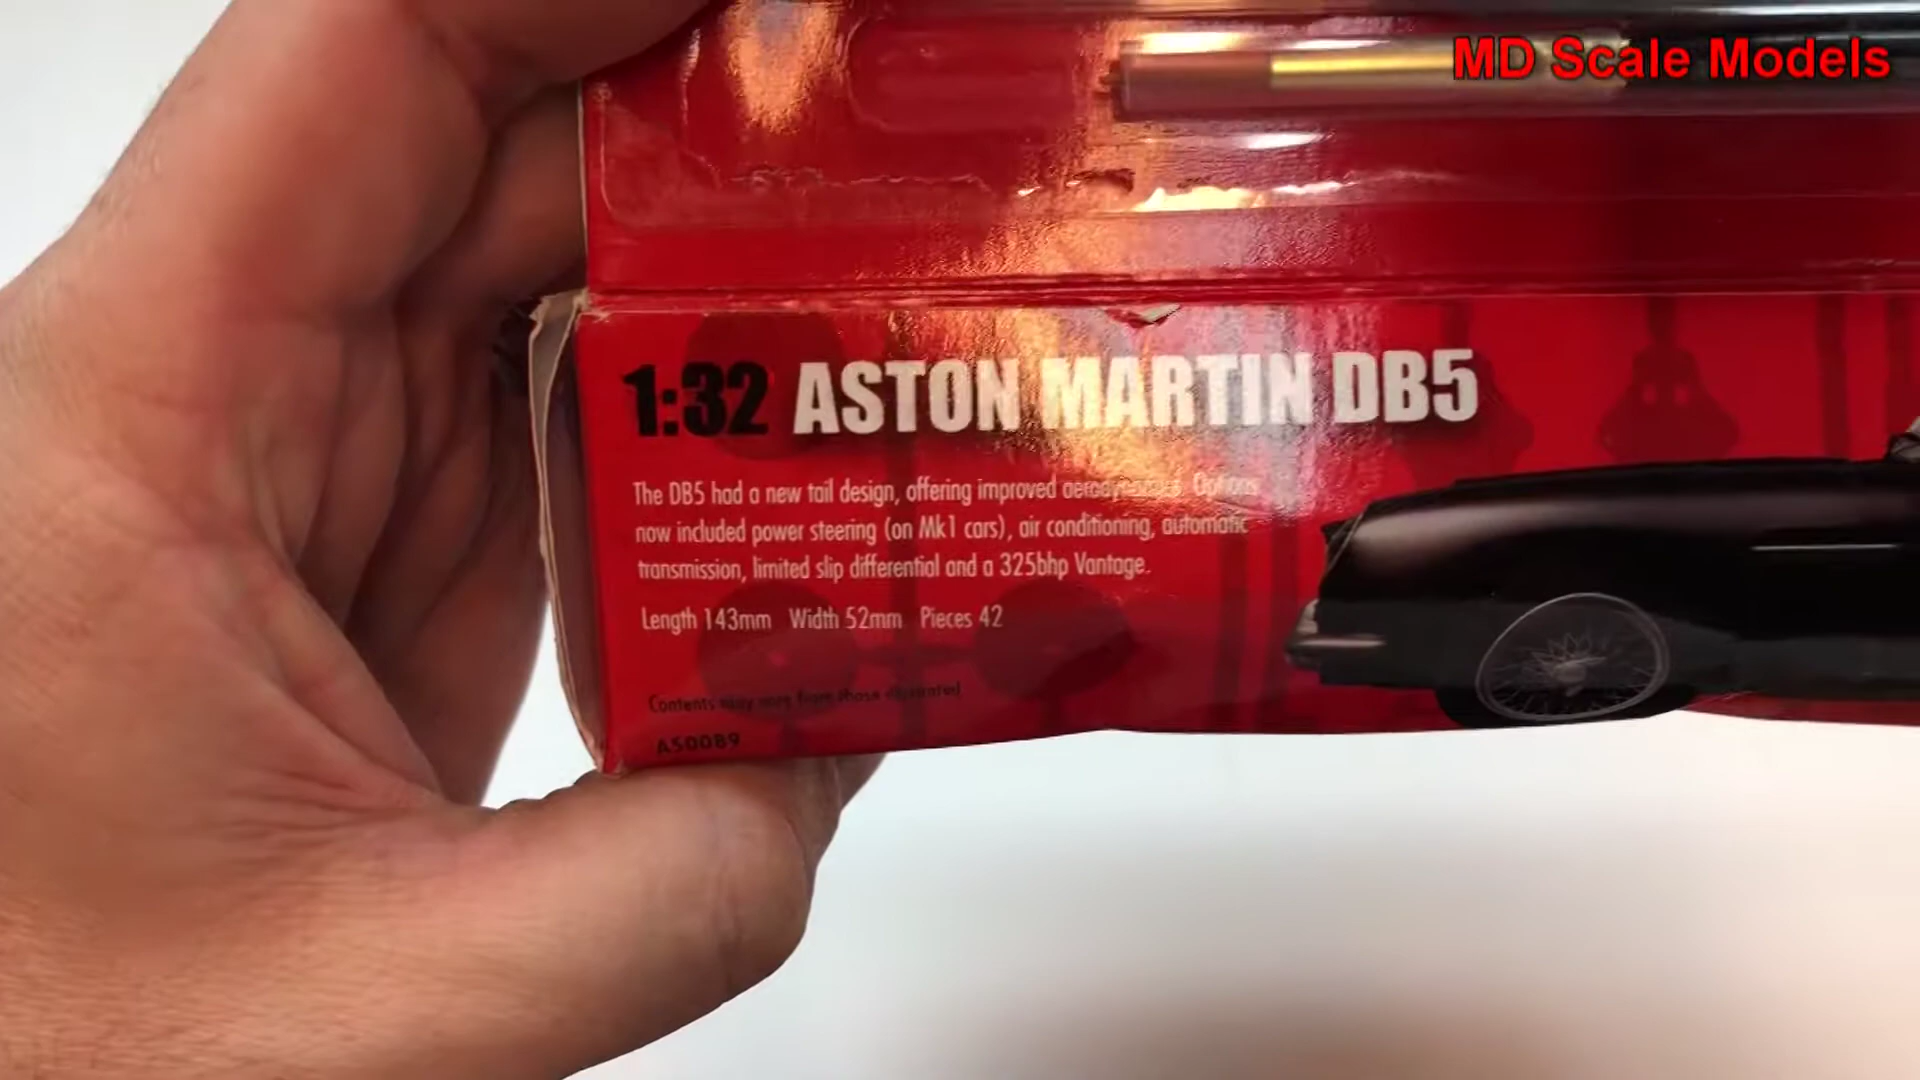 MD Scale Models
1:32 ASTON MARTIN DB5
The DB5 had a new tail design, offering improved aerodynamics. Options
now included power steering (on Mk1 cars), air conditioning, automatic
transmission, limited slip differential and a 325bhp Vantage.
Length 143mm Width 52mm Pieces 42
Contents may vary from those illustrated
A50089